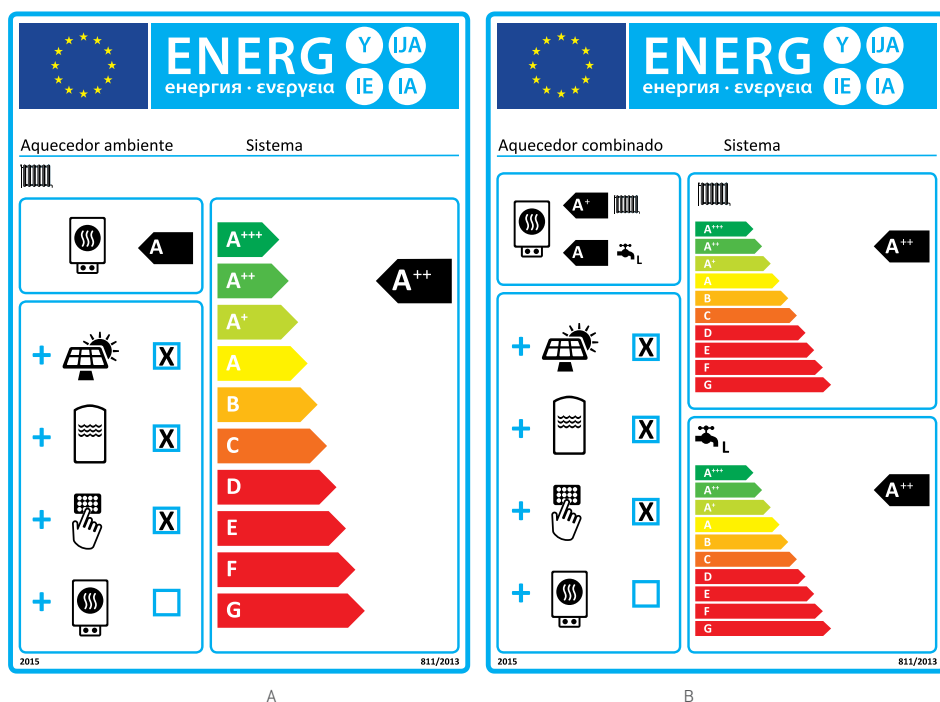 ENERG Y IJA
енергия · ενεργεια IE IA
Aquecedor ambiente Sistema
A
A+++
A++
A+
A
B
C
D
E
F
G
A++
+ X
+ X
+ X
+
2015 811/2013
A
ENERG Y IJA
енергия · ενεργεια IE IA
Aquecedor combinado Sistema
A+
A L
+ X
+ X
+ X
+
A+++
A++
A+
A
B
C
D
E
F
G
A++
L
A+++
A++
A+
A
B
C
D
E
F
G
A++
2015 811/2013
B